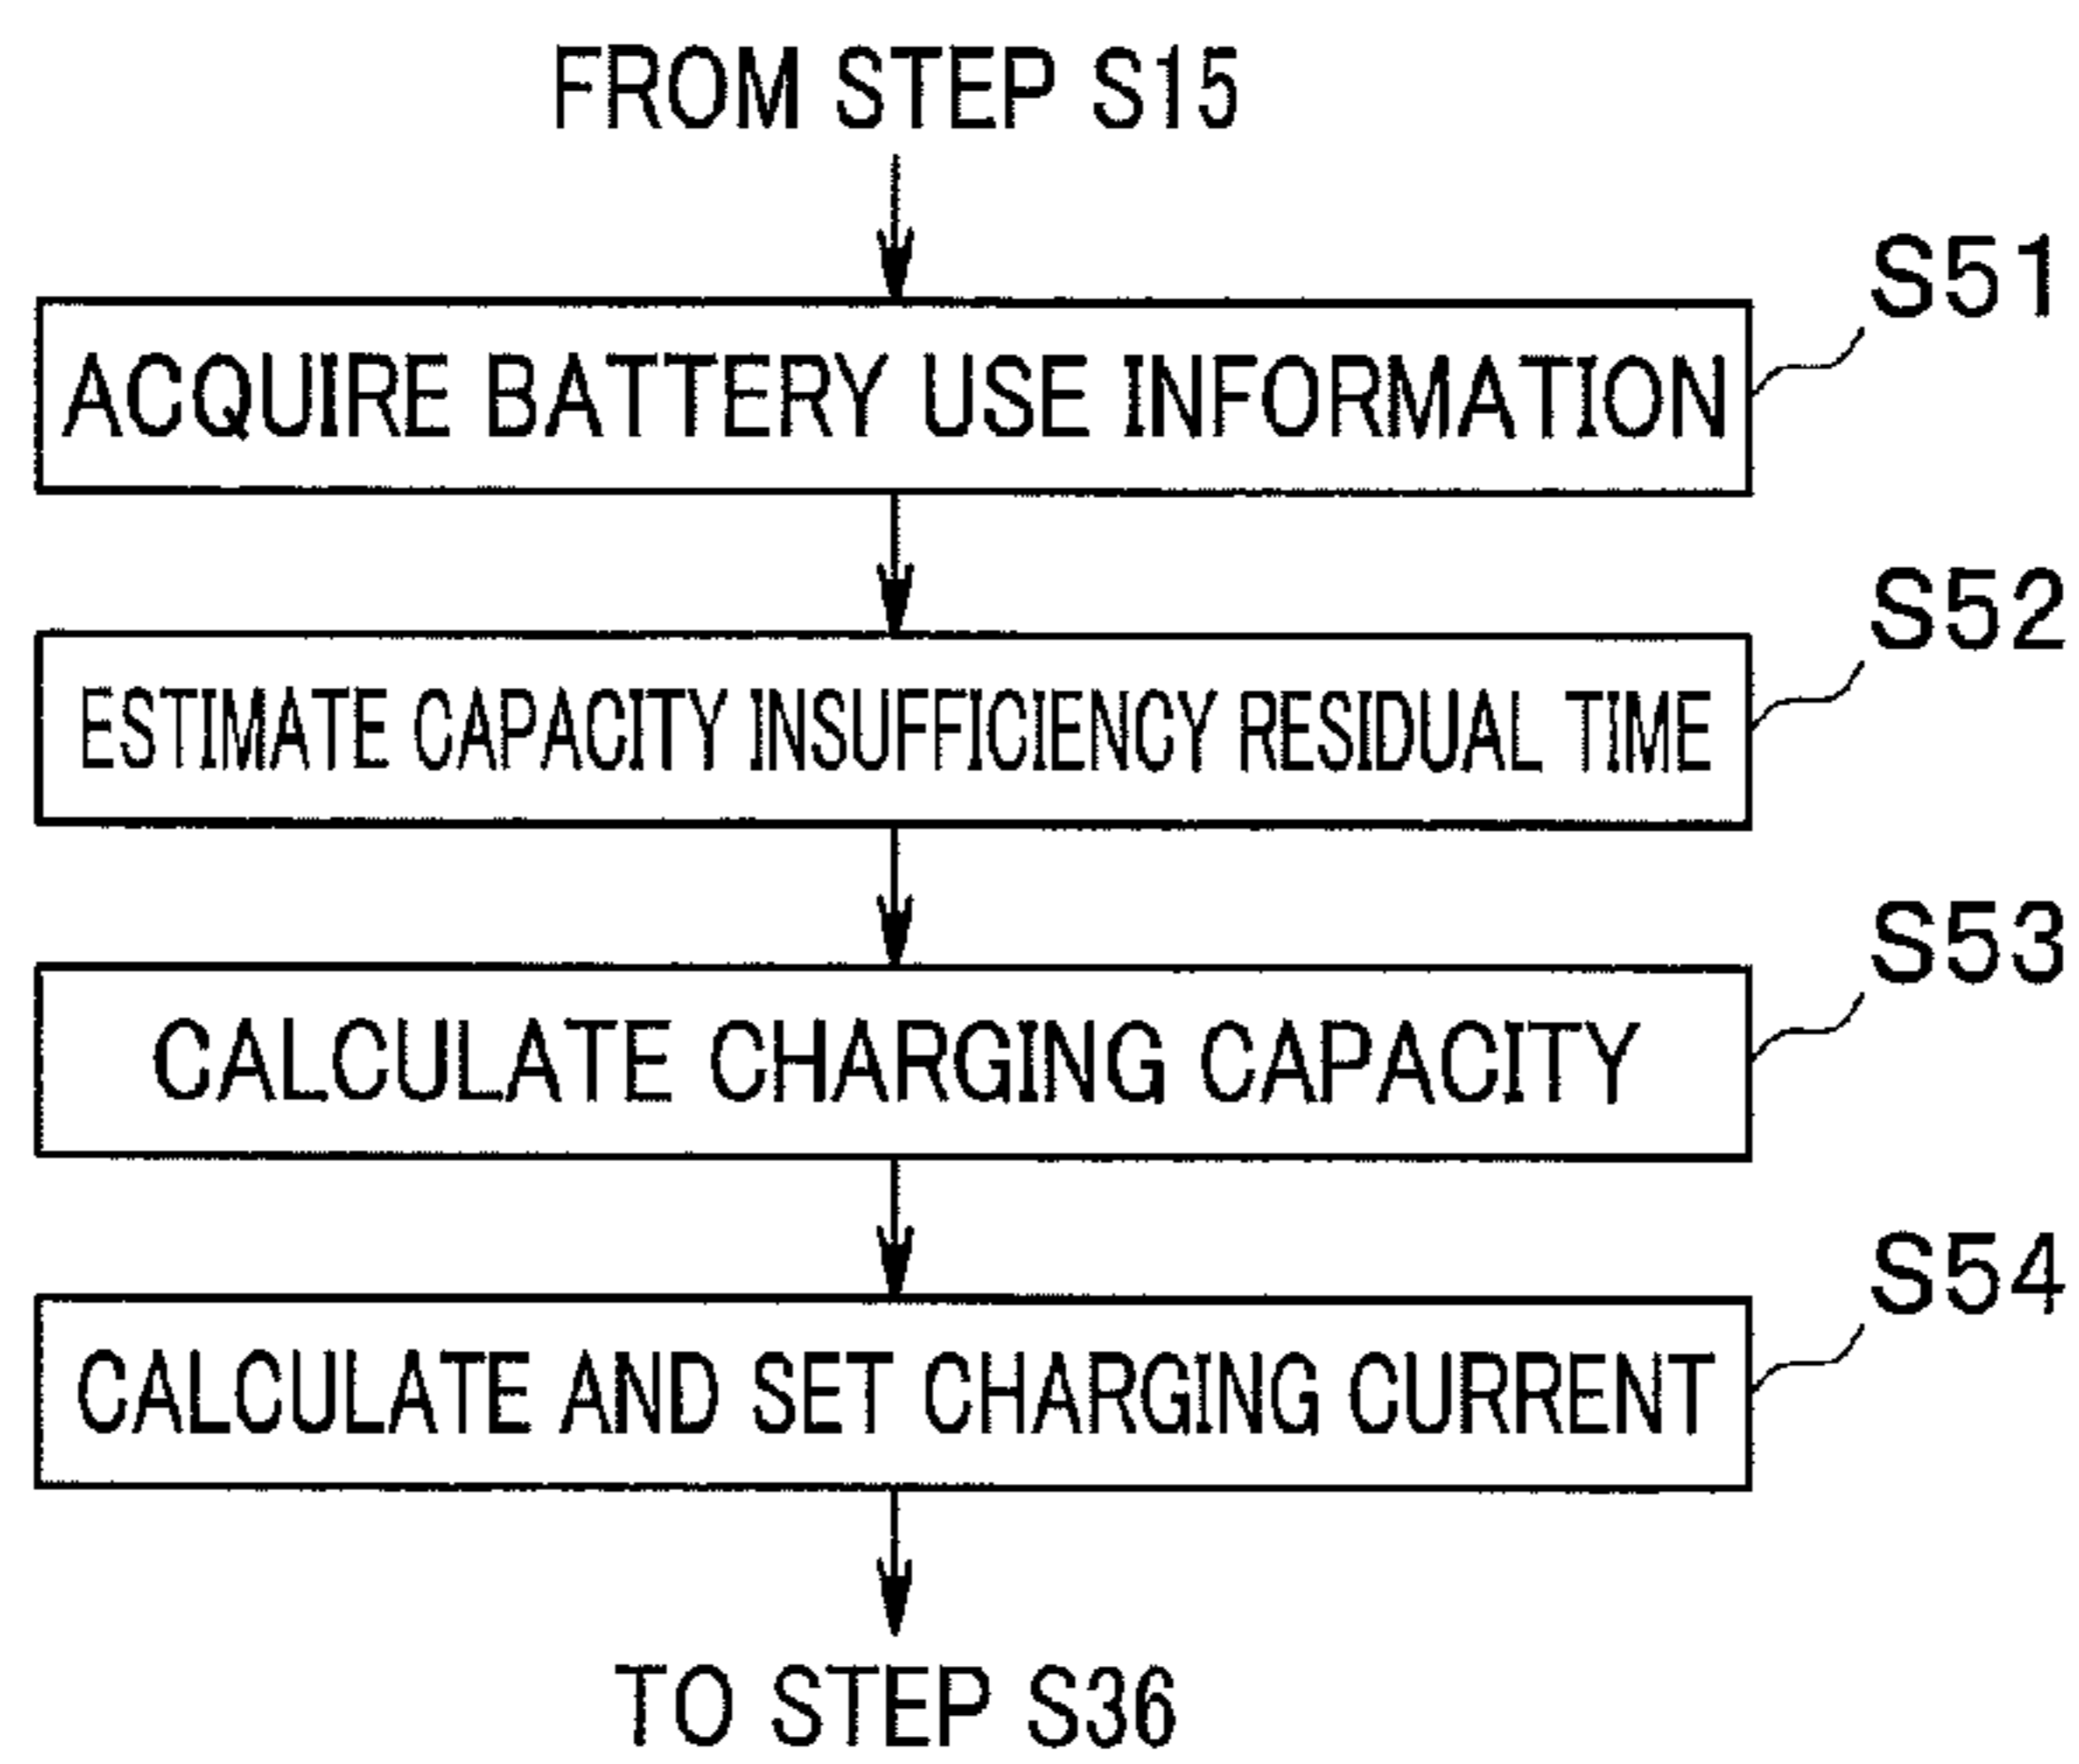 FROM STEP S15
S51
ACQUIRE BATTERY USE INFORMATION
S52
ESTIMATE CAPACITY INSUFFICIENCY RESIDUAL TIME
S53
CALCULATE CHARGING CAPACITY
S54
CALCULATE AND SET CHARGING CURRENT
TO STEP S36